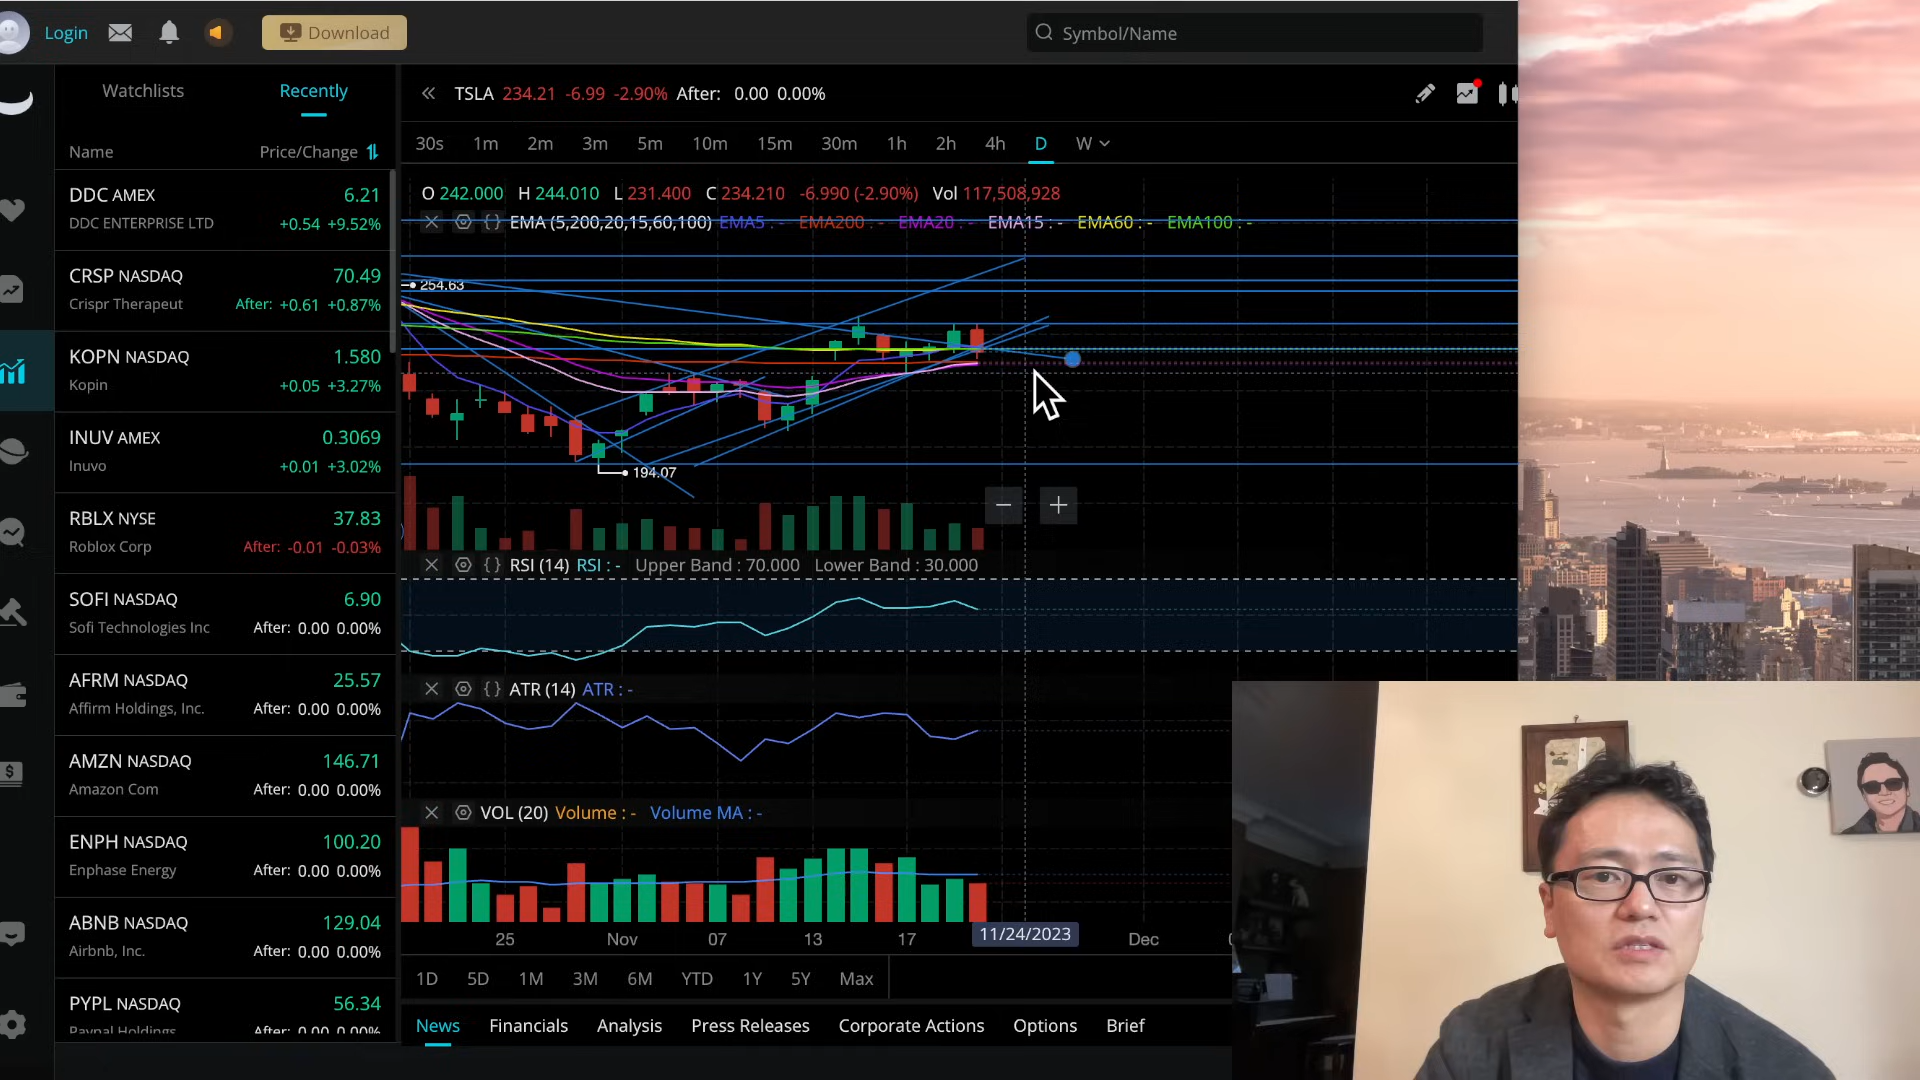 Login
Download
Symbol/Name
Watchlists
Recently
Name
Price/Change
DDC AMEX 6.21
DDC ENTERPRISE LTD +0.54 +9.52%
CRSP NASDAQ 70.49
Crispr Therapeut After: +0.61 +0.87%
KOPN NASDAQ 1.580
Kopin +0.05 +3.27%
INUV AMEX 0.3069
Inuvo +0.01 +3.02%
RBLX NYSE 37.83
Roblox Corp After: -0.01 -0.03%
SOFI NASDAQ 6.90
Sofi Technologies Inc After: 0.00 0.00%
AFRM NASDAQ 25.57
Affirm Holdings, Inc. After: 0.00 0.00%
AMZN NASDAQ 146.71
Amazon Com After: 0.00 0.00%
ENPH NASDAQ 100.20
Enphase Energy After: 0.00 0.00%
ABNB NASDAQ 129.04
Airbnb, Inc. After: 0.00 0.00%
PYPL NASDAQ 56.34
Paypal Holdings After: 0.00 0.00%
TSLA 234.21 -6.99 -2.90% After: 0.00 0.00%
30s 1m 2m 3m 5m 10m 15m 30m 1h 2h 4h D W
O 242.000 H 244.010 L 231.400 C 234.210 -6.990 (-2.90%) Vol 117,508,928
EMA (5,200,20,15,60,100) EMA5 : - EMA200 : - EMA20 : - EMA15 : - EMA60 : - EMA100 : -
254.63
194.07
RSI (14) RSI : - Upper Band : 70.000 Lower Band : 30.000
ATR (14) ATR : -
VOL (20) Volume : - Volume MA : -
25 Nov 07 13 17 11/24/2023 Dec
1D 5D 1M 3M 6M YTD 1Y 5Y Max
News Financials Analysis Press Releases Corporate Actions Options Brief